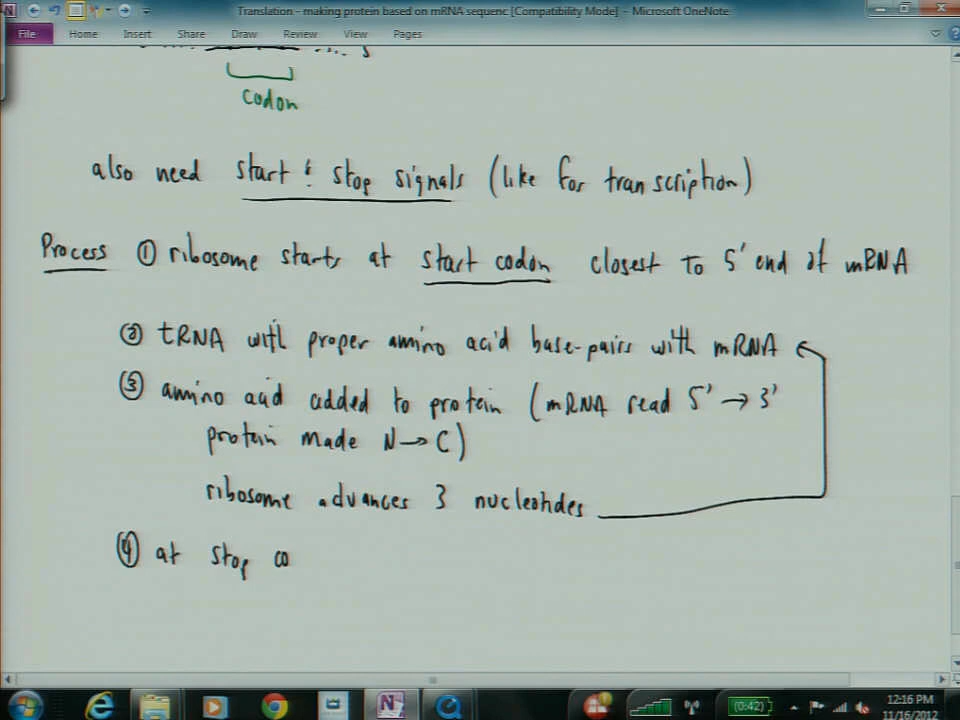 Translation - making protein based on mRNA sequenc [Compatibility Mode] - Microsoft OneNote
File Home Insert Share Draw Review View Pages
codon
also need start & stop signals (like for transcription)
Process ① ribosome starts at start codon closest to 5' end of mRNA
② tRNA with proper amino acid base-pairs with mRNA
③ amino acid added to protein (mRNA read 5' → 3'
protein made N → C)
ribosome advances 3 nucleotides
④ at stop co
(0:42)
12:16 PM
11/16/2012